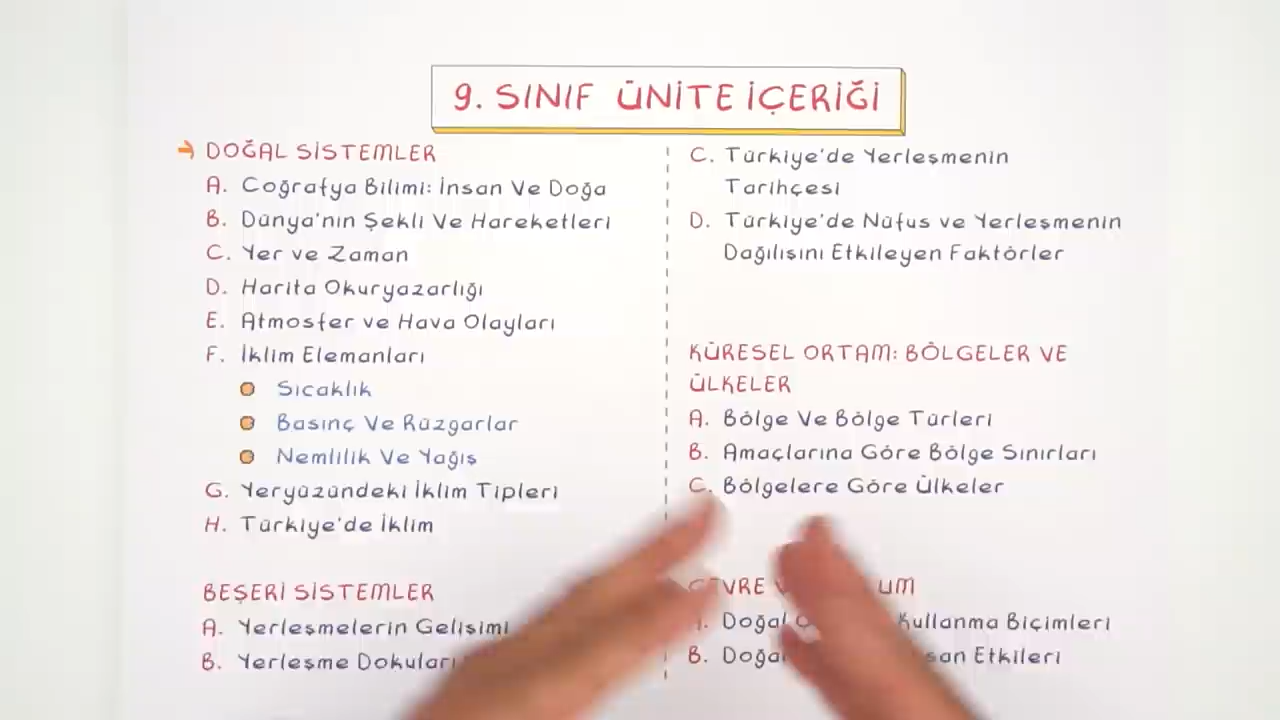 9. SINIF ÜNİTE İÇERİĞİ
→ DOĞAL SİSTEMLER
A. Coğrafya Bilimi: İnsan Ve Doğa
B. Dünya'nın Şekli Ve Hareketleri
C. Yer ve Zaman
D. Harita Okuryazarlığı
E. Atmosfer ve Hava Olayları
F. İklim Elemanları
Sıcaklık
Basınç Ve Rüzgarlar
Nemlilik Ve Yağış
G. Yeryüzündeki İklim Tipleri
H. Türkiye'de İklim
BEŞERİ SİSTEMLER
A. Yerleşmelerin Gelişimi
B. Yerleşme Dokuları
C. Türkiye'de Yerleşmenin
Tarihçesi
D. Türkiye'de Nüfus ve Yerleşmenin
Dağılışını Etkileyen Faktörler
KÜRESEL ORTAM: BÖLGELER VE
ÜLKELER
A. Bölge Ve Bölge Türleri
B. Amaçlarına Göre Bölge Sınırları
C. Bölgelere Göre Ülkeler
Doğal Kullanma Biçimleri
B. Etkileri